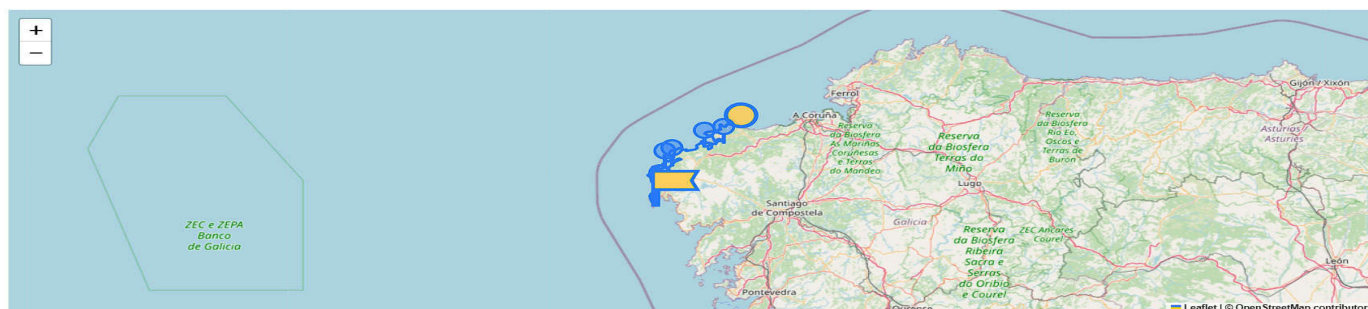 +
−
Ferrol
A Coruña
Gijón / Xixón
Reserva
da Biosfera
As Mariñas
Coruñesas
e Terras
do Mandeo
Reserva
da Biosfera
Terras do
Miño
Reserva
da Biosfera
Río Eo,
Oscos e
Terras de
Burón
Asturias /
Asturies
Lugo
Santiago
de Compostela
Galicia
ZEC e ZEPA
Banco
de Galicia
Reserva
da Biosfera
Ribeira
Sacra e
Serras
do Oribio
e Courel
ZEC Ancares
Courel
León
Pontevedra
Ourense
Leaflet | © OpenStreetMap contributor